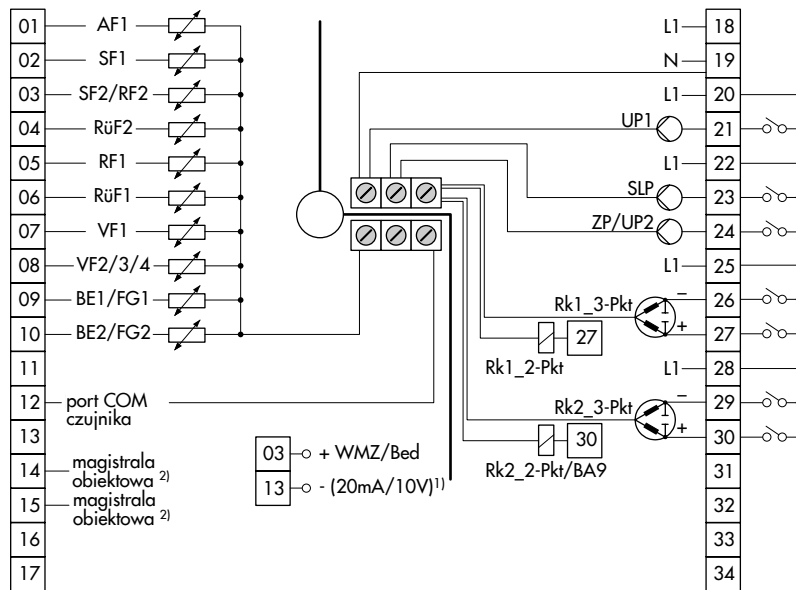 01 AF1
02 SF1
03 SF2/RF2
04 RüF2
05 RF1
06 RüF1
07 VF1
08 VF2/3/4
09 BE1/FG1
10 BE2/FG2
11
12 port COM
czujnika
13
14 magistrala
obiektowa 2)
15 magistrala
obiektowa 2)
16
17
03 + WMZ/Bed
13 - (20mA/10V)1)
L1 18
N 19
L1 20
UP1 21
L1 22
SLP 23
ZP/UP2 24
L1 25
Rk1_3-Pkt − 26
+ 27
27
Rk1_2-Pkt
L1 28
Rk2_3-Pkt − 29
+ 30
30
Rk2_2-Pkt/BA9
31
32
33
34